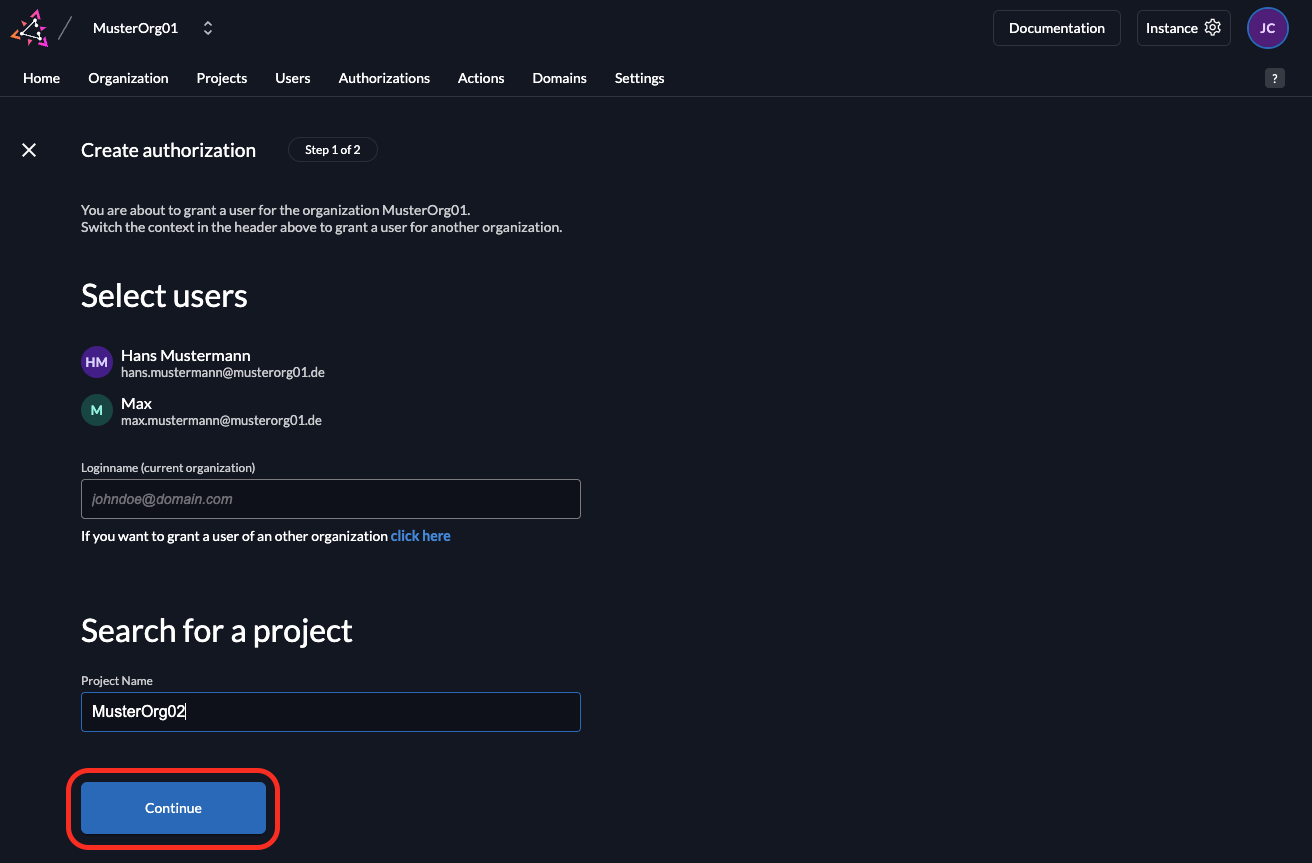 MusterOrg01
Documentation
Instance
JC
Home Organization Projects Users Authorizations Actions Domains Settings
?
Create authorization
Step 1 of 2
You are about to grant a user for the organization MusterOrg01.
Switch the context in the header above to grant a user for another organization.
Select users
HM
Hans Mustermann
hans.mustermann@musterorg01.de
M
Max
max.mustermann@musterorg01.de
Loginname (current organization)
johndoe@domain.com
If you want to grant a user of an other organization click here
Search for a project
Project Name
MusterOrg02
Continue